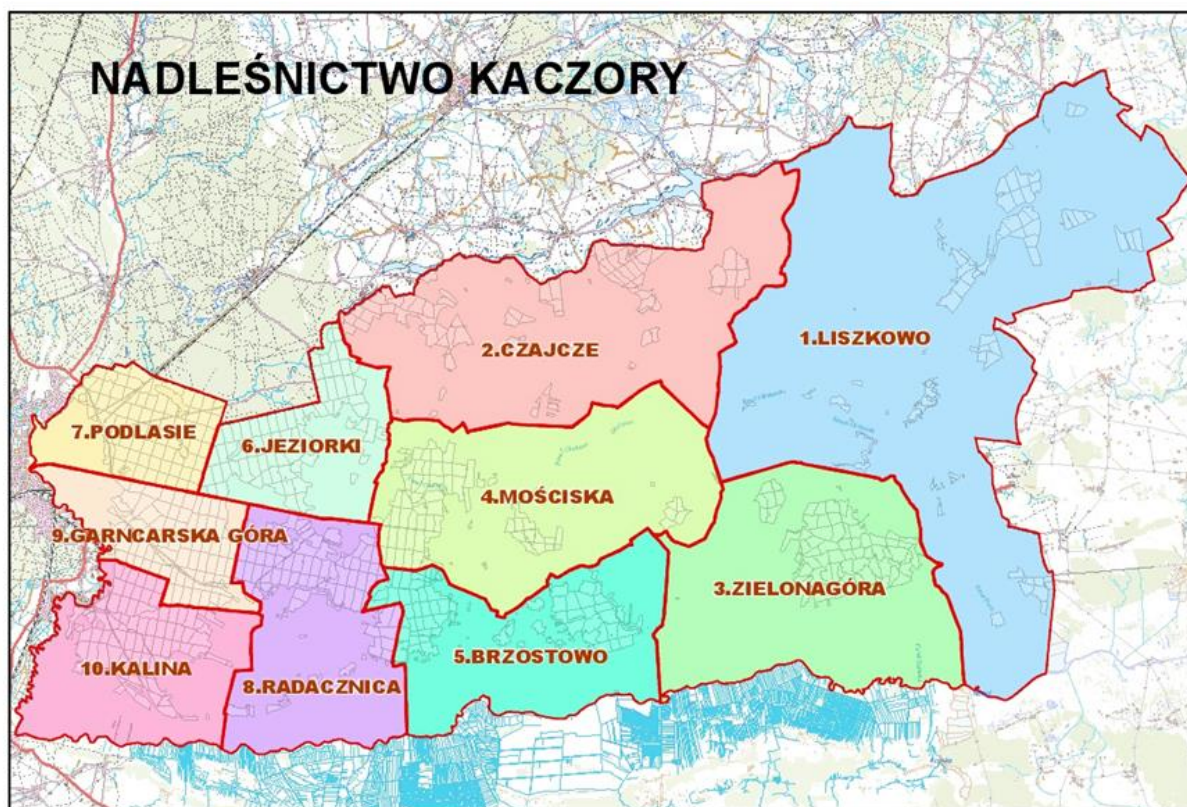 NADLEŚNICTWO KACZORY
1.LISZKOWO
2.CZAJCZE
7.PODLASIE
6.JEZIORKI
4.MOŚCISKA
9.GARNCARSKA GÓRA
3.ZIELONAGÓRA
5.BRZOSTOWO
10.KALINA
8.RADACZNICA